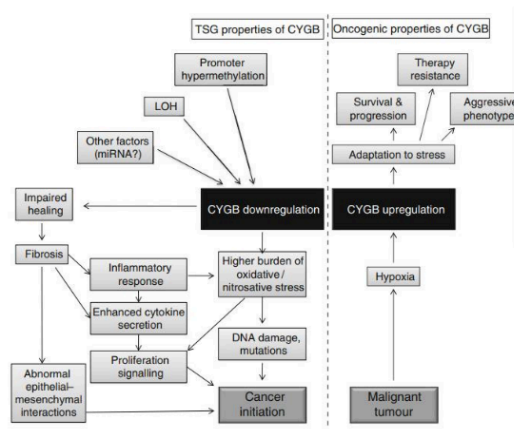 TSG properties of CYGB
Oncogenic properties of CYGB
Promoter
hypermethylation
Therapy
resistance
LOH
Survival &
progression
Aggressive
phenotype
Other factors
(miRNA?)
Adaptation to stress
Impaired
healing
CYGB downregulation
CYGB upregulation
Fibrosis
Inflammatory
response
Higher burden of
oxidative/
nitrosative stress
Hypoxia
Enhanced cytokine
secretion
Proliferation
signalling
DNA damage,
mutations
Abnormal
epithelial–
mesenchymal
interactions
Cancer
initiation
Malignant
tumour